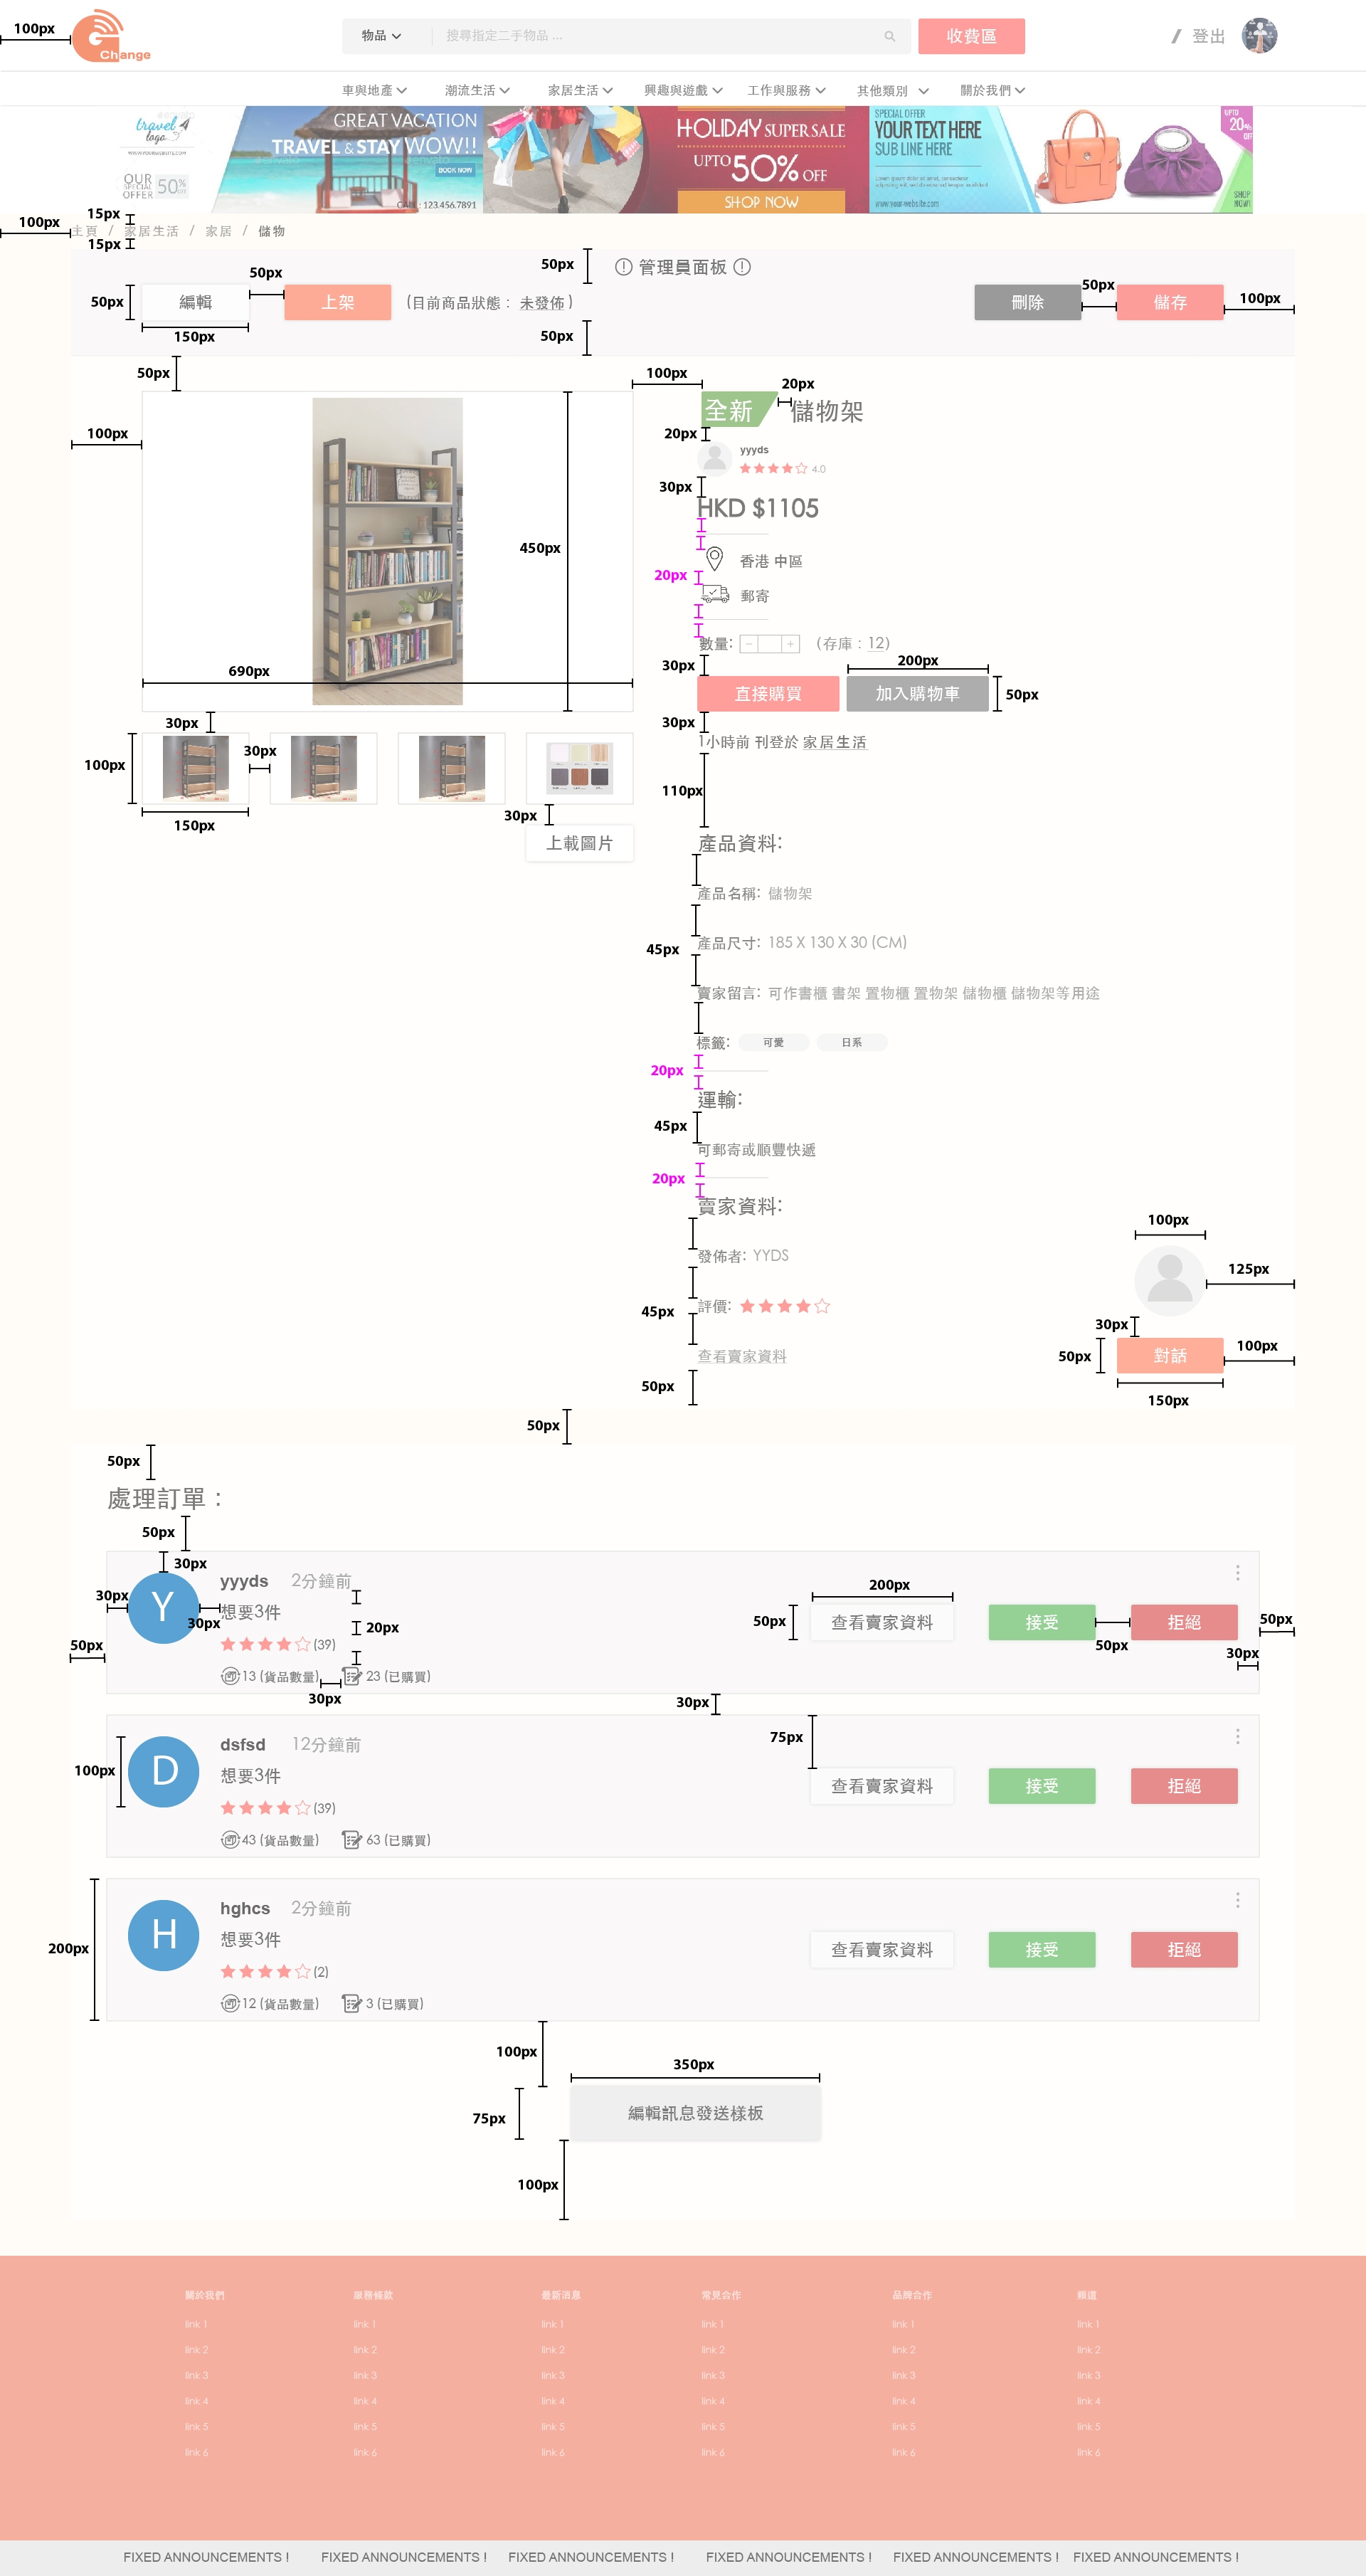 100px
Change
物品
搜尋指定二手物品 ...
收費區
登出
車與地產
潮流生活
家居生活
興趣與遊戲
工作與服務
其他類別
關於我們
travel
logo
WWW.YOURWEBSITE.COM
OUR
SPECIAL
OFFER
50%
GREAT VACATION
TRAVEL & STAY WOW!!
BOOK NOW
CALL : 123.456.7891
HOLIDAY SUPER SALE
UPTO
50% OFF
SHOP NOW
SPECIAL OFFER
YOUR TEXT HERE
SUB LINE HERE
www.your-website.com
UPTO
20%
OFF
SHOP
NOW!
15px
100px
主頁 / 家居生活 / 家居 / 儲物
15px
50px
管理員面板
50px
50px
50px
編輯
上架
(目前商品狀態 : 未發佈 )
刪除
儲存
100px
150px
50px
50px
100px
20px
全新
儲物架
100px
20px
yyyds
4.0
30px
HKD $1105
450px
香港 中區
20px
郵寄
數量:
(存庫 : 12)
30px
200px
690px
直接購買
加入購物車
50px
30px
30px
1小時前 刊登於 家居生活
100px
30px
110px
150px
30px
上載圖片
產品資料:
產品名稱: 儲物架
45px
產品尺寸: 185 X 130 X 30 (CM)
賣家留言: 可作書櫃 書架 置物櫃 置物架 儲物櫃 儲物架等用途
標籤:
可愛
日系
20px
運輸:
45px
可郵寄或順豐快遞
20px
賣家資料:
100px
發佈者: YYDS
125px
45px
評價:
30px
查看賣家資料
50px
對話
100px
50px
150px
50px
50px
處理訂單 :
50px
30px
30px
Y
30px
yyyds
2分鐘前
想要3件
20px
(39)
13 (貨品數量)
23 (已購買)
30px
50px
200px
50px
查看賣家資料
接受
拒絕
50px
50px
30px
30px
75px
100px
D
dsfsd
12分鐘前
想要3件
(39)
43 (貨品數量)
63 (已購買)
查看賣家資料
接受
拒絕
200px
H
hghcs
2分鐘前
想要3件
(2)
12 (貨品數量)
3 (已購買)
查看賣家資料
接受
拒絕
100px
350px
75px
編輯訊息發送樣板
100px
關於我們
服務條款
最新消息
常見合作
品牌合作
頻道
link 1
link 1
link 1
link 1
link 1
link 1
link 2
link 2
link 2
link 2
link 2
link 2
link 3
link 3
link 3
link 3
link 3
link 3
link 4
link 4
link 4
link 4
link 4
link 4
link 5
link 5
link 5
link 5
link 5
link 5
link 6
link 6
link 6
link 6
link 6
link 6
FIXED ANNOUNCEMENTS !
FIXED ANNOUNCEMENTS !
FIXED ANNOUNCEMENTS !
FIXED ANNOUNCEMENTS !
FIXED ANNOUNCEMENTS !
FIXED ANNOUNCEMENTS !